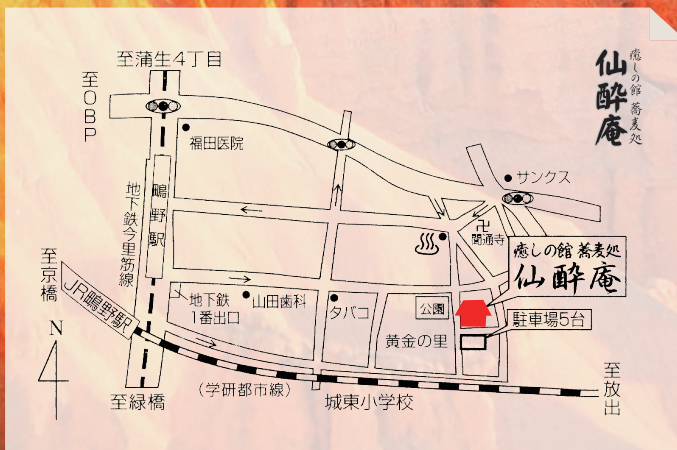 至蒲生4丁目
至OBP
癒しの館 蕎麦処
仙酔庵
福田医院
サンクス
地下鉄今里筋線
鴫野駅
卍
聞通寺
癒しの館 蕎麦処
仙酔庵
至京橋
JR鴫野駅
地下鉄
1番出口
山田歯科
タバコ
公園
駐車場5台
黄金の里
N
(学研都市線)
至緑橋
城東小学校
至放出